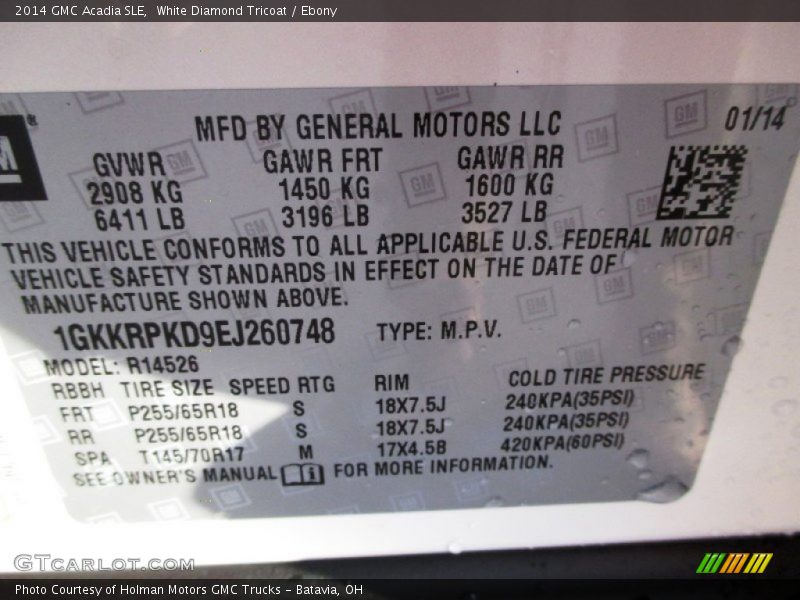 2014 GMC Acadia SLE,  White Diamond Tricoat / Ebony
MFD BY GENERAL MOTORS LLC 01/14
GVWR GAWR FRT GAWR RR
2908 KG 1450 KG 1600 KG
6411 LB 3196 LB 3527 LB
THIS VEHICLE CONFORMS TO ALL APPLICABLE U.S. FEDERAL MOTOR
VEHICLE SAFETY STANDARDS IN EFFECT ON THE DATE OF
MANUFACTURE SHOWN ABOVE.
1GKKRPKD9EJ260748 TYPE: M.P.V.
MODEL: R14526
RBBH TIRE SIZE SPEED RTG RIM COLD TIRE PRESSURE
FRT P255/65R18 S 18X7.5J 240KPA(35PSI)
RR P255/65R18 S 18X7.5J 240KPA(35PSI)
SPA T145/70R17 M 17X4.5B 420KPA(60PSI)
SEE OWNER'S MANUAL FOR MORE INFORMATION.
GTcarlot.com
Photo Courtesy of Holman Motors GMC Trucks - Batavia, OH